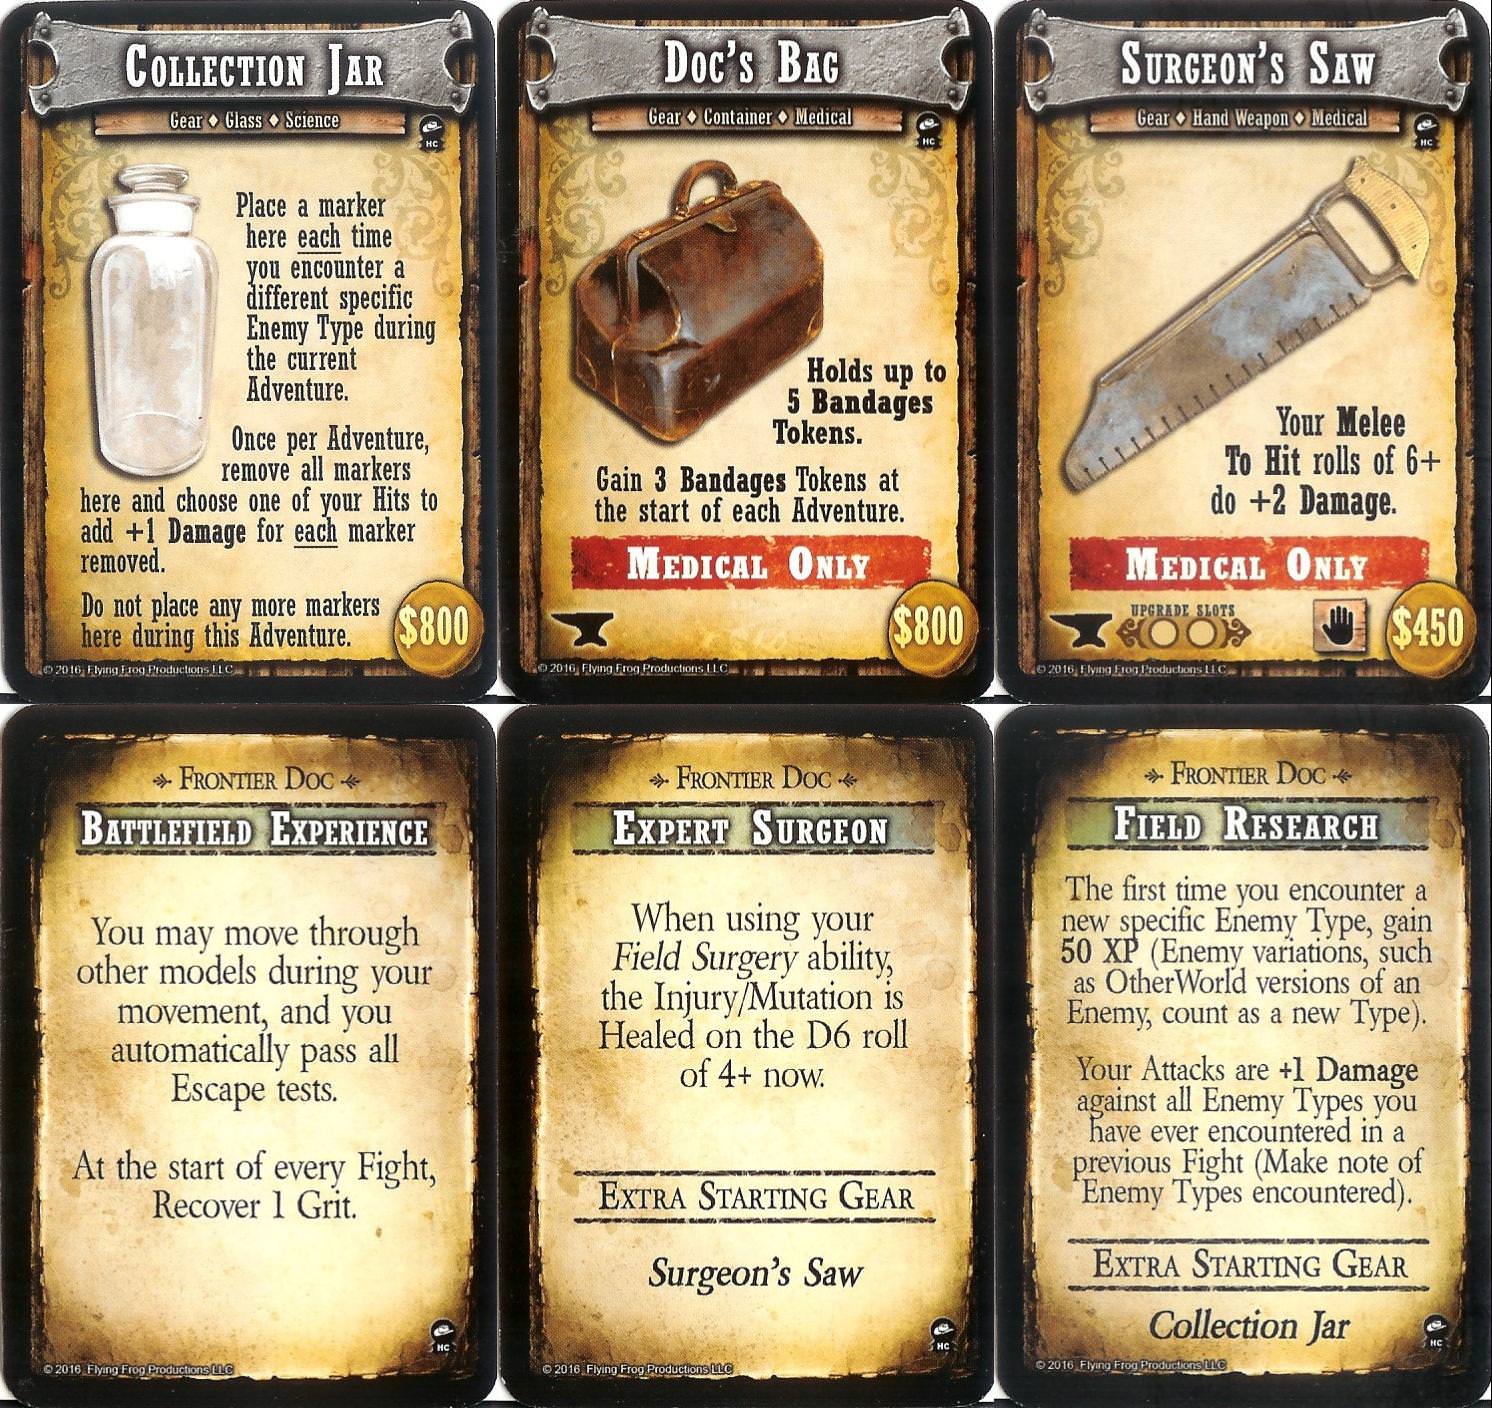 COLLECTION JAR
Gear ♦ Glass ♦ Science
HC
Place a marker
here each time
you encounter a
different specific
Enemy Type during
the current
Adventure.
Once per Adventure,
remove all markers
here and choose one of your Hits to
add +1 Damage for each marker
removed.
Do not place any more markers
here during this Adventure.
$800
© 2016, Flying Frog Productions LLC
DOC'S BAG
Gear ♦ Container ♦ Medical
HC
Holds up to
5 Bandages
Tokens.
Gain 3 Bandages Tokens at
the start of each Adventure.
MEDICAL ONLY
$800
© 2016, Flying Frog Productions LLC
SURGEON'S SAW
Gear ♦ Hand Weapon ♦ Medical
HC
Your Melee
To Hit rolls of 6+
do +2 Damage.
MEDICAL ONLY
UPGRADE SLOTS
$450
© 2016, Flying Frog Productions LLC
FRONTIER DOC
BATTLEFIELD EXPERIENCE
You may move through
other models during your
movement, and you
automatically pass all
Escape tests.
At the start of every Fight,
Recover 1 Grit.
HC
© 2016, Flying Frog Productions LLC
FRONTIER DOC
EXPERT SURGEON
When using your
Field Surgery ability,
the Injury/Mutation is
Healed on the D6 roll
of 4+ now.
EXTRA STARTING GEAR
Surgeon's Saw
HC
© 2016, Flying Frog Productions LLC
FRONTIER DOC
FIELD RESEARCH
The first time you encounter a
new specific Enemy Type, gain
50 XP (Enemy variations, such
as OtherWorld versions of an
Enemy, count as a new Type).
Your Attacks are +1 Damage
against all Enemy Types you
have ever encountered in a
previous Fight (Make note of
Enemy Types encountered).
EXTRA STARTING GEAR
Collection Jar
HC
© 2016, Flying Frog Productions LLC